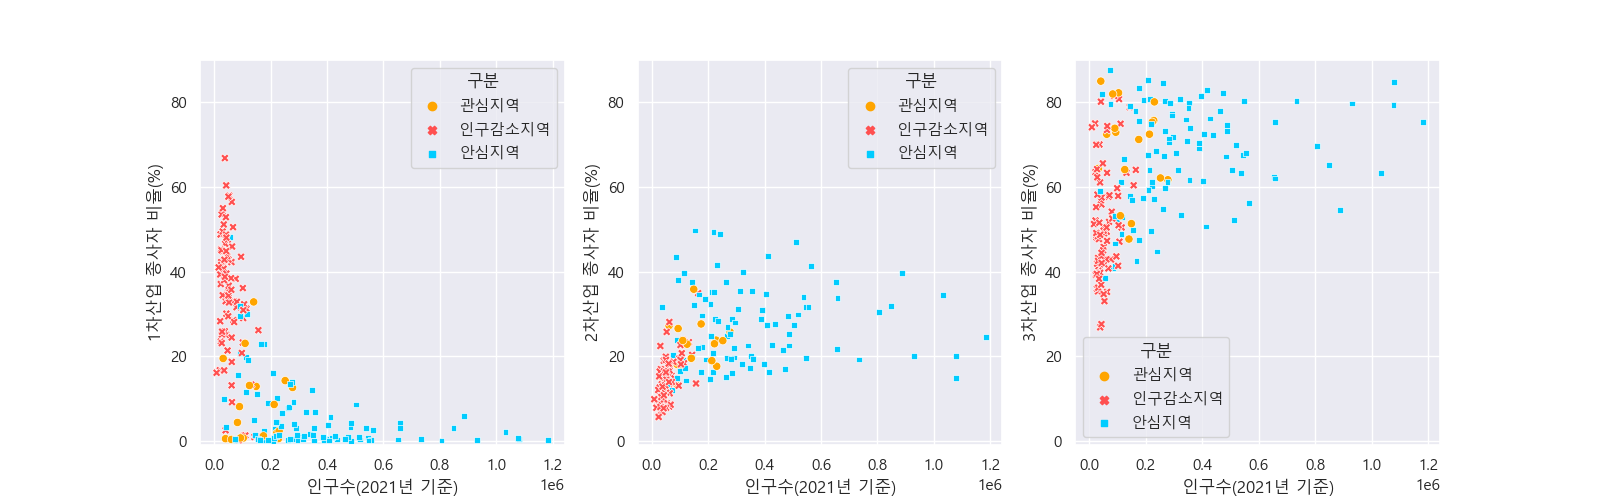 구분
관심지역
인구감소지역
안심지역
1차산업 종사자 비율(%)
80
60
40
20
0
0.0 0.2 0.4 0.6 0.8 1.0 1.2
1e6
인구수(2021년 기준)
구분
관심지역
인구감소지역
안심지역
2차산업 종사자 비율(%)
80
60
40
20
0
0.0 0.2 0.4 0.6 0.8 1.0 1.2
1e6
인구수(2021년 기준)
3차산업 종사자 비율(%)
80
60
40
20
0
구분
관심지역
인구감소지역
안심지역
0.0 0.2 0.4 0.6 0.8 1.0 1.2
1e6
인구수(2021년 기준)